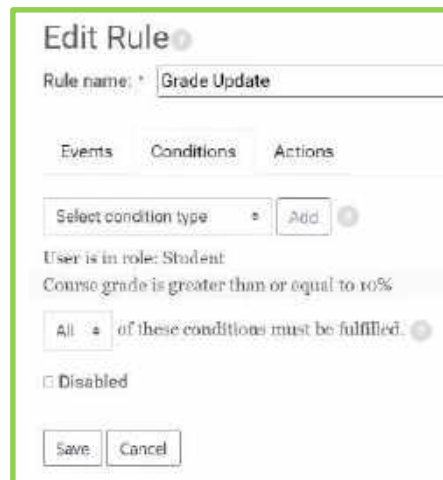 Edit Rule
Rule name: * Grade Update
Events Conditions Actions
Select condition type Add
User is in role: Student
Course grade is greater than or equal to 10%
All of these conditions must be fulfilled.
Disabled
Save Cancel